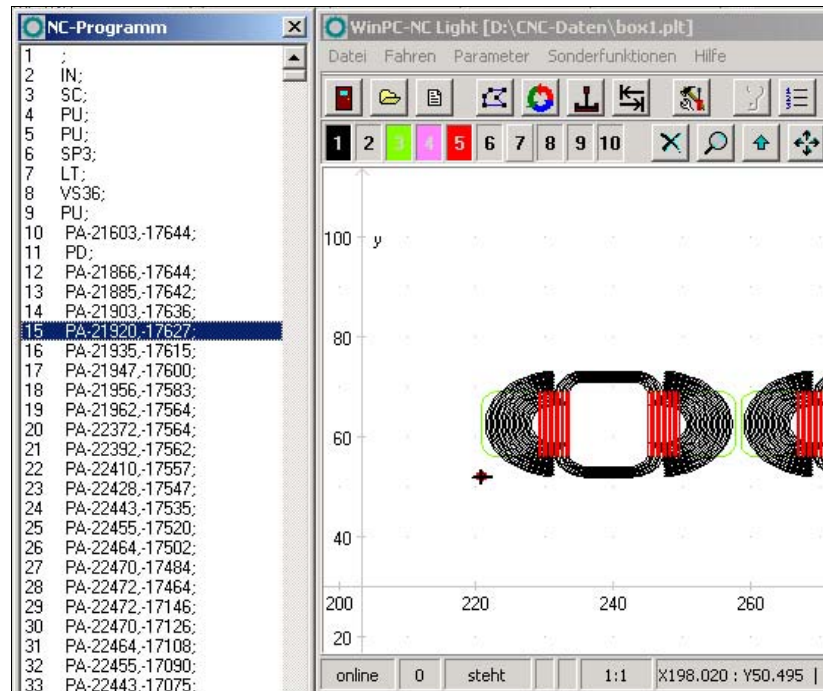 NC-Programm
1 ;
2 IN;
3 SC;
4 PU;
5 PU;
6 SP3;
7 LT;
8 VS36;
9 PU;
10 PA-21603,-17644;
11 PD;
12 PA-21866,-17644;
13 PA-21885,-17642;
14 PA-21903,-17636;
15 PA-21920,-17627;
16 PA-21935,-17615;
17 PA-21947,-17600;
18 PA-21956,-17583;
19 PA-21962,-17564;
20 PA-22372,-17564;
21 PA-22392,-17562;
22 PA-22410,-17557;
23 PA-22428,-17547;
24 PA-22443,-17535;
25 PA-22455,-17520;
26 PA-22464,-17502;
27 PA-22470,-17484;
28 PA-22472,-17464;
29 PA-22472,-17146;
30 PA-22470,-17126;
31 PA-22464,-17108;
32 PA-22455,-17090;
33 PA-22443,-17075;
WinPC-NC Light [D:\CNC-Daten\box1.plt]
Datei Fahren Parameter Sonderfunktionen Hilfe
1 2 3 4 5 6 7 8 9 10
100 y
80
60
40
200 220 240 260
20
online 0 steht 1:1 X198.020 : Y50.495